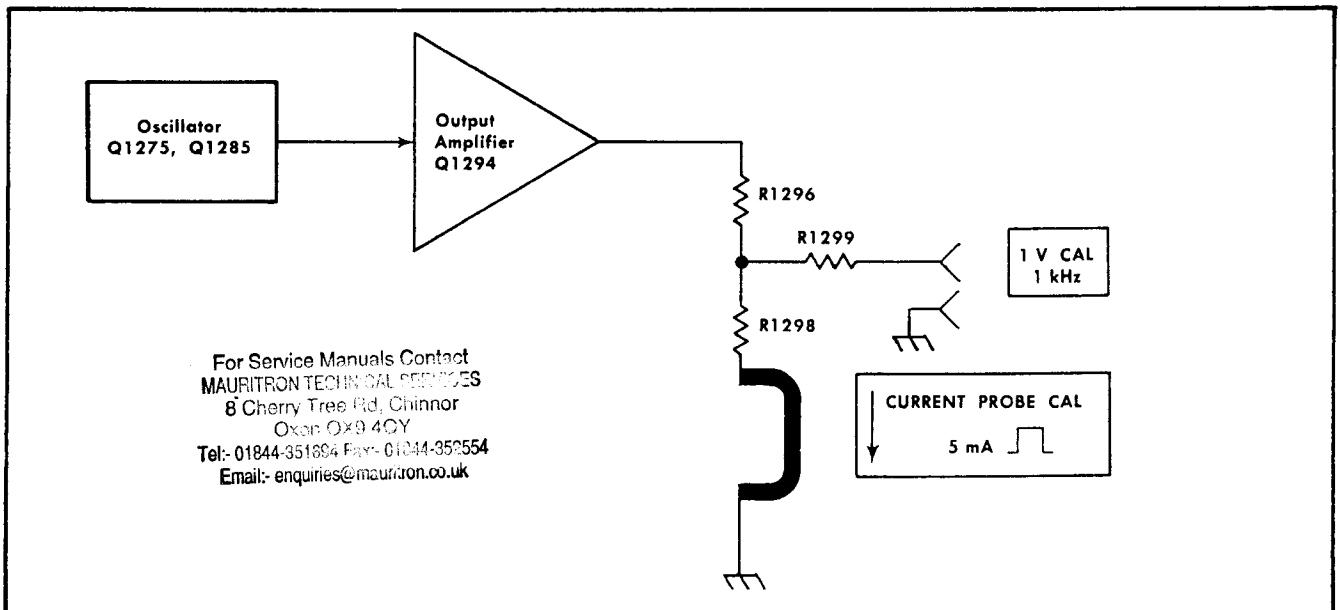 Oscillator
Q1275, Q1285
Output
Amplifier
Q1294
R1296
R1299
1 V CAL
1 kHz
R1298
For Service Manuals Contact
MAURITRON TECHNICAL SERVICES
8 Cherry Tree Rd, Chinnor
Oxon OX9 4QY
Tel:- 01844-351694 Fax:- 01844-352554
Email:- enquiries@mauritron.co.uk
CURRENT PROBE CAL
5 mA